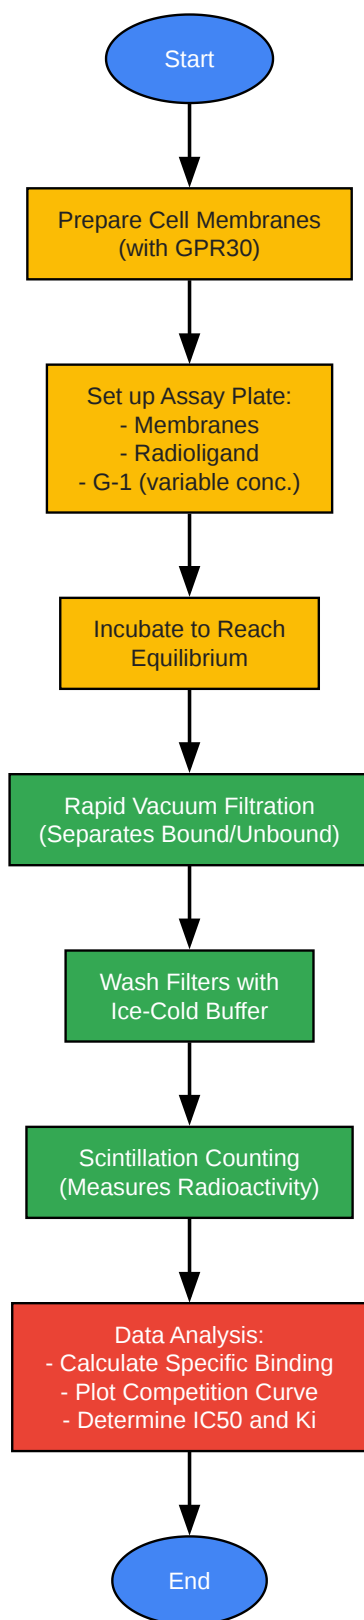 Start
Prepare Cell Membranes
(with GPR30)
Set up Assay Plate:
- Membranes
- Radioligand
- G-1 (variable conc.)
Incubate to Reach
Equilibrium
Rapid Vacuum Filtration
(Separates Bound/Unbound)
Wash Filters with
Ice-Cold Buffer
Scintillation Counting
(Measures Radioactivity)
Data Analysis:
- Calculate Specific Binding
- Plot Competition Curve
- Determine IC50 and Ki
End